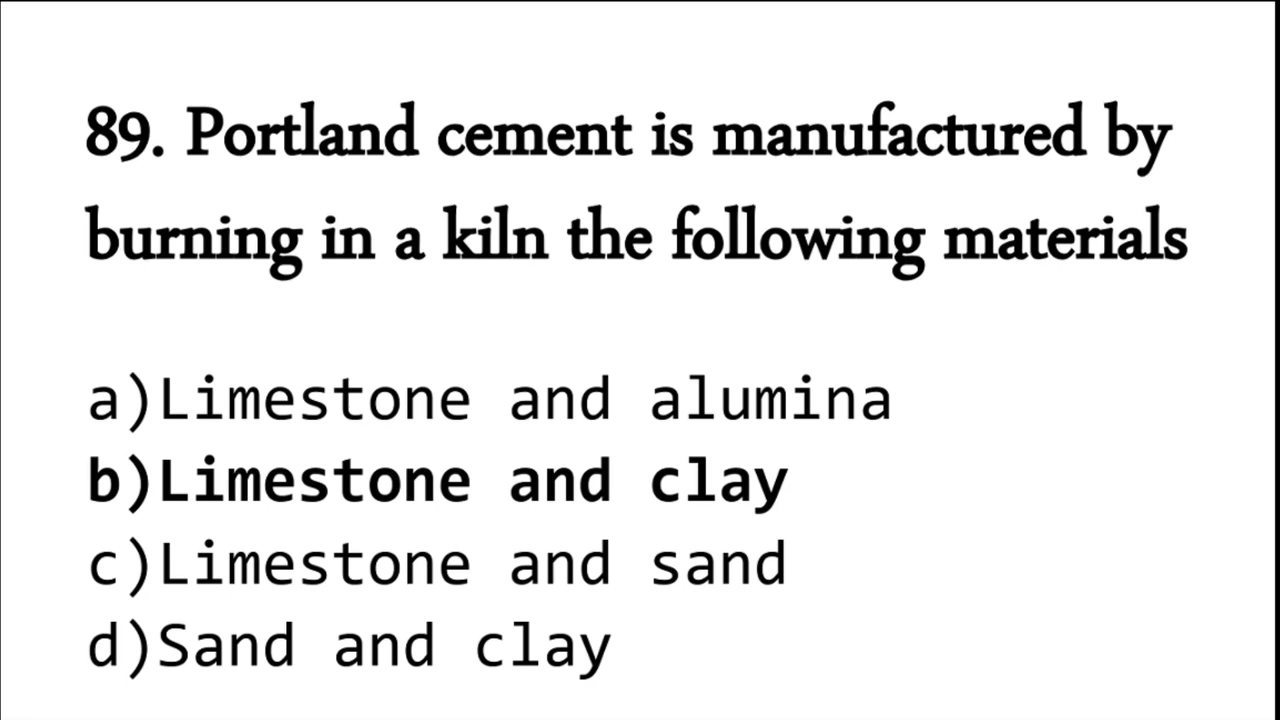 89. Portland cement is manufactured by
burning in a kiln the following materials
a)Limestone and alumina
b)Limestone and clay
c)Limestone and sand
d)Sand and clay